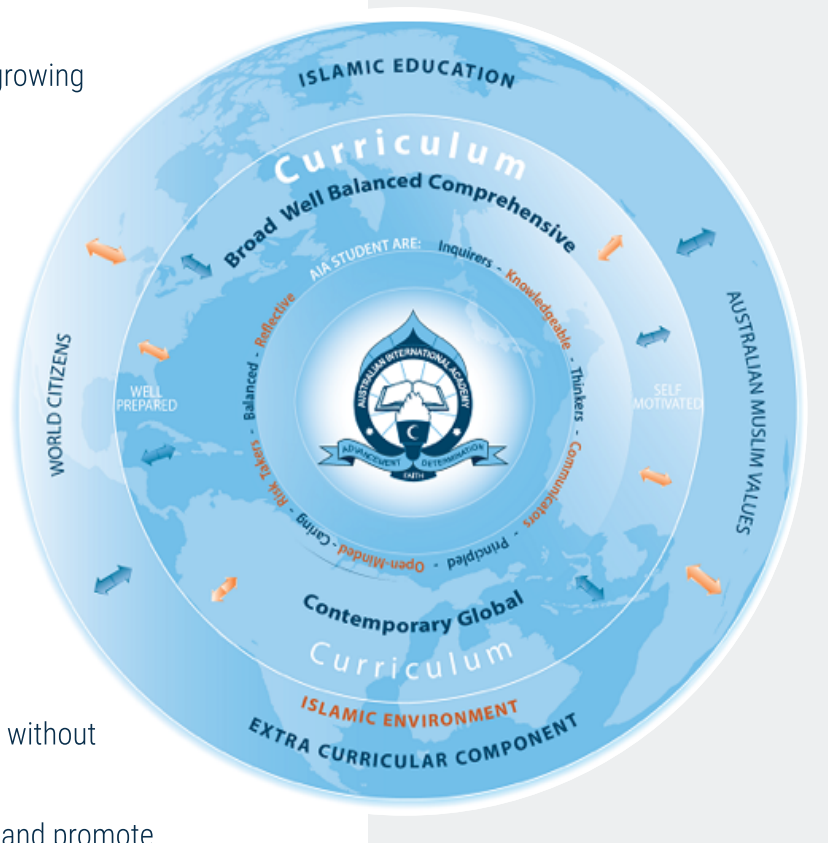 growing
ISLAMIC EDUCATION
Curriculum
Broad Well Balanced Comprehensive
AIA STUDENT ARE: Inquirers - Knowledgeable - Thinkers - Communicators - Principled - Open-Minded - Caring - Risk Takers - Balanced - Reflective
WORLD CITIZENS
WELL
PREPARED
AUSTRALIAN INTERNATIONAL ACADEMY
ADVANCEMENT
DETERMINATION
FAITH
SELF
MOTIVATED
AUSTRALIAN MUSLIM VALUES
Contemporary Global
Curriculum
ISLAMIC ENVIRONMENT
EXTRA CURRICULAR COMPONENT
without
and promote